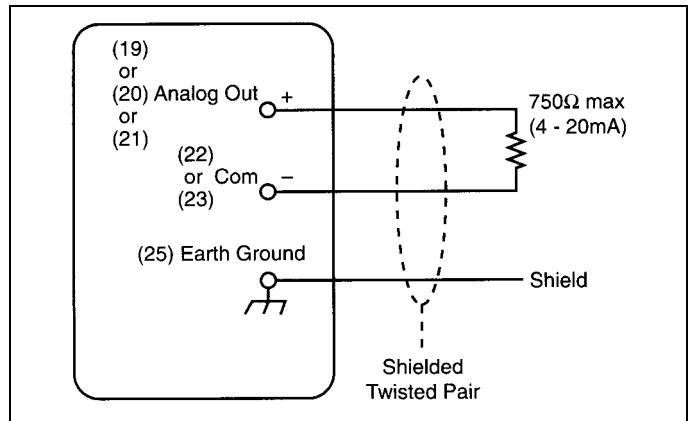 (19)
or
(20) Analog Out +
or
(21)
750Ω max
(4 - 20mA)
(22)
or Com −
(23)
(25) Earth Ground
Shield
Shielded
Twisted Pair